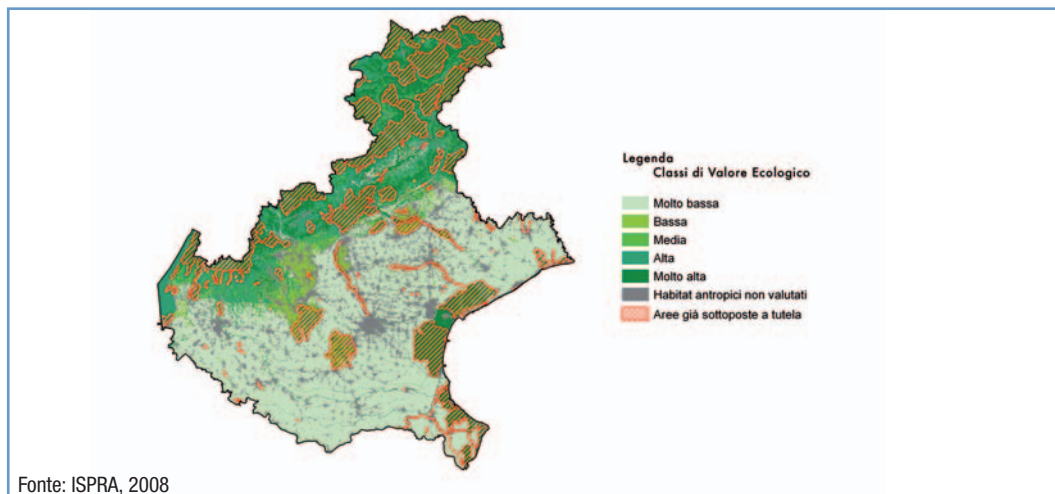 Legenda
Classi di Valore Ecologico
Molto bassa
Bassa
Media
Alta
Molto alta
Habitat antropici non valutati
Aree già sottoposte a tutela
Fonte: ISPRA, 2008